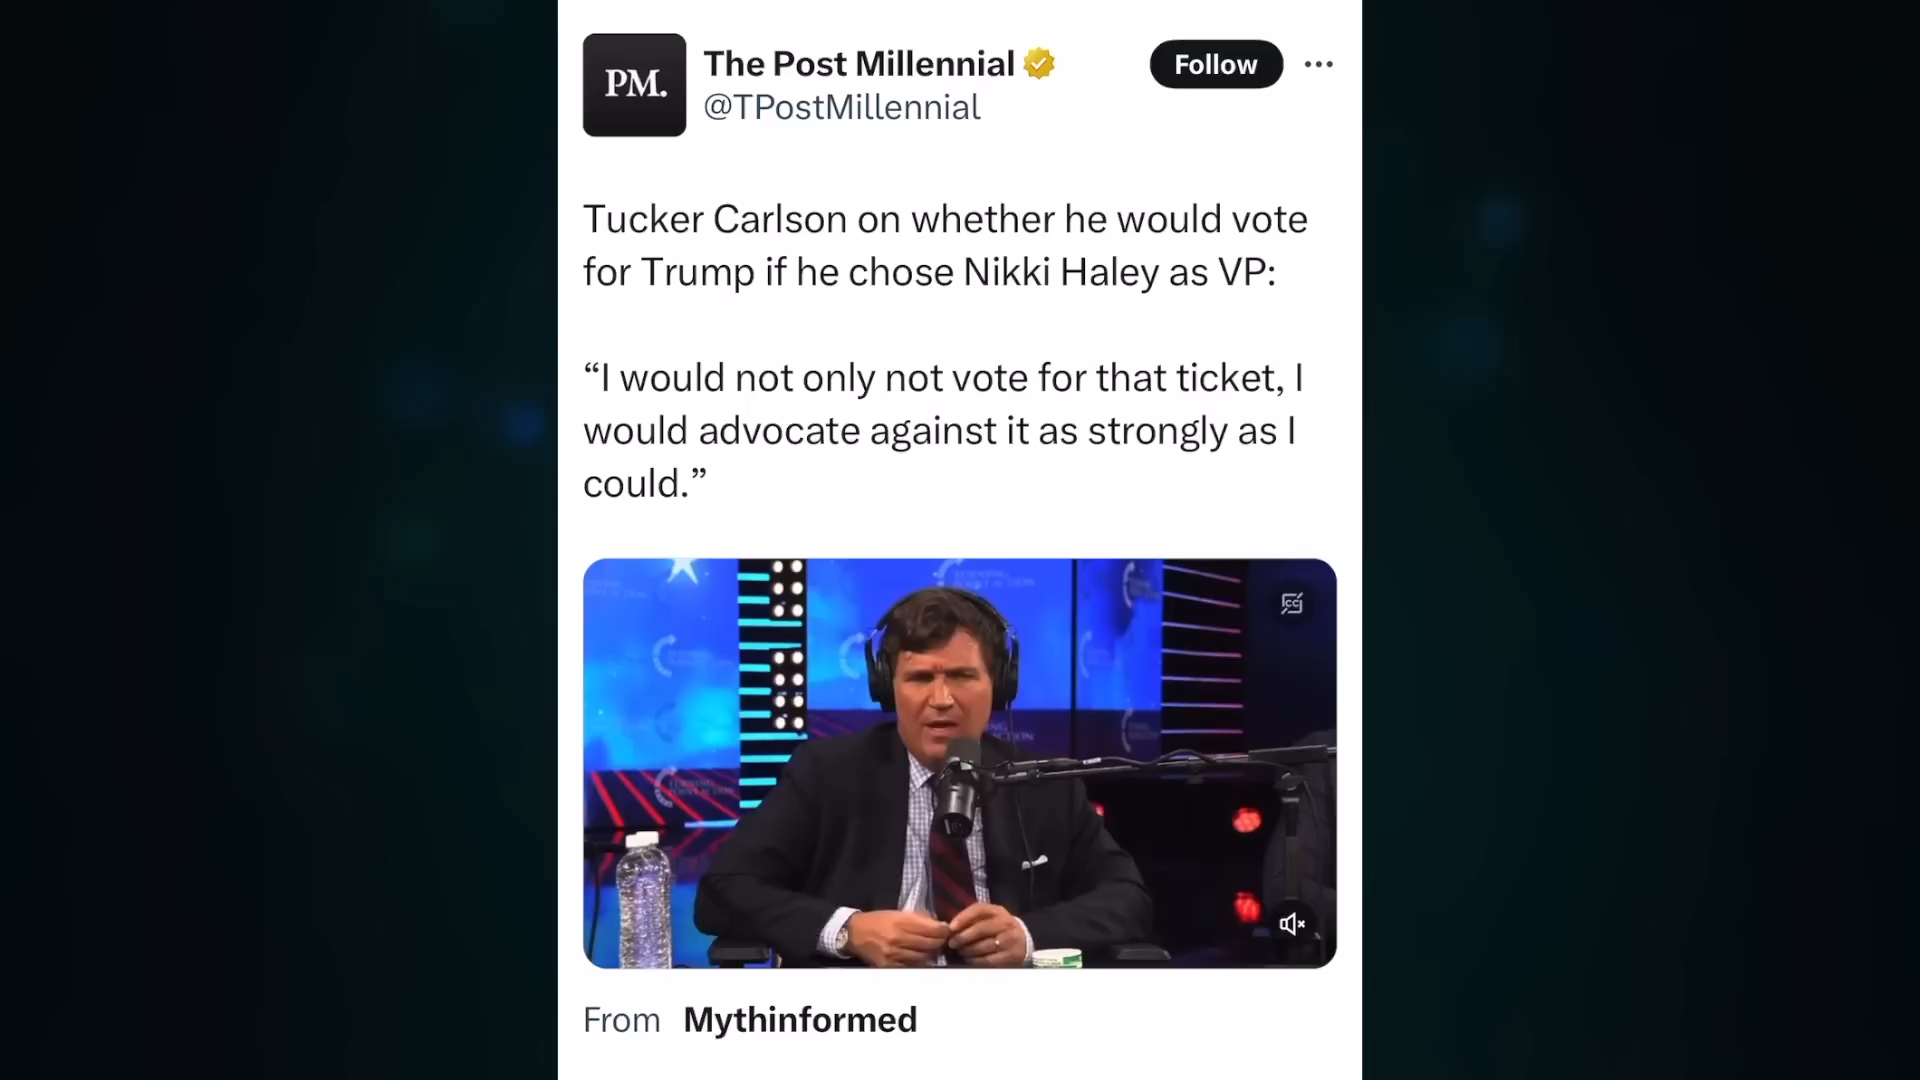 PM.
The Post Millennial
Follow
@TPostMillennial
Tucker Carlson on whether he would vote
for Trump if he chose Nikki Haley as VP:
“I would not only not vote for that ticket, I
would advocate against it as strongly as I
could.”
From Mythinformed